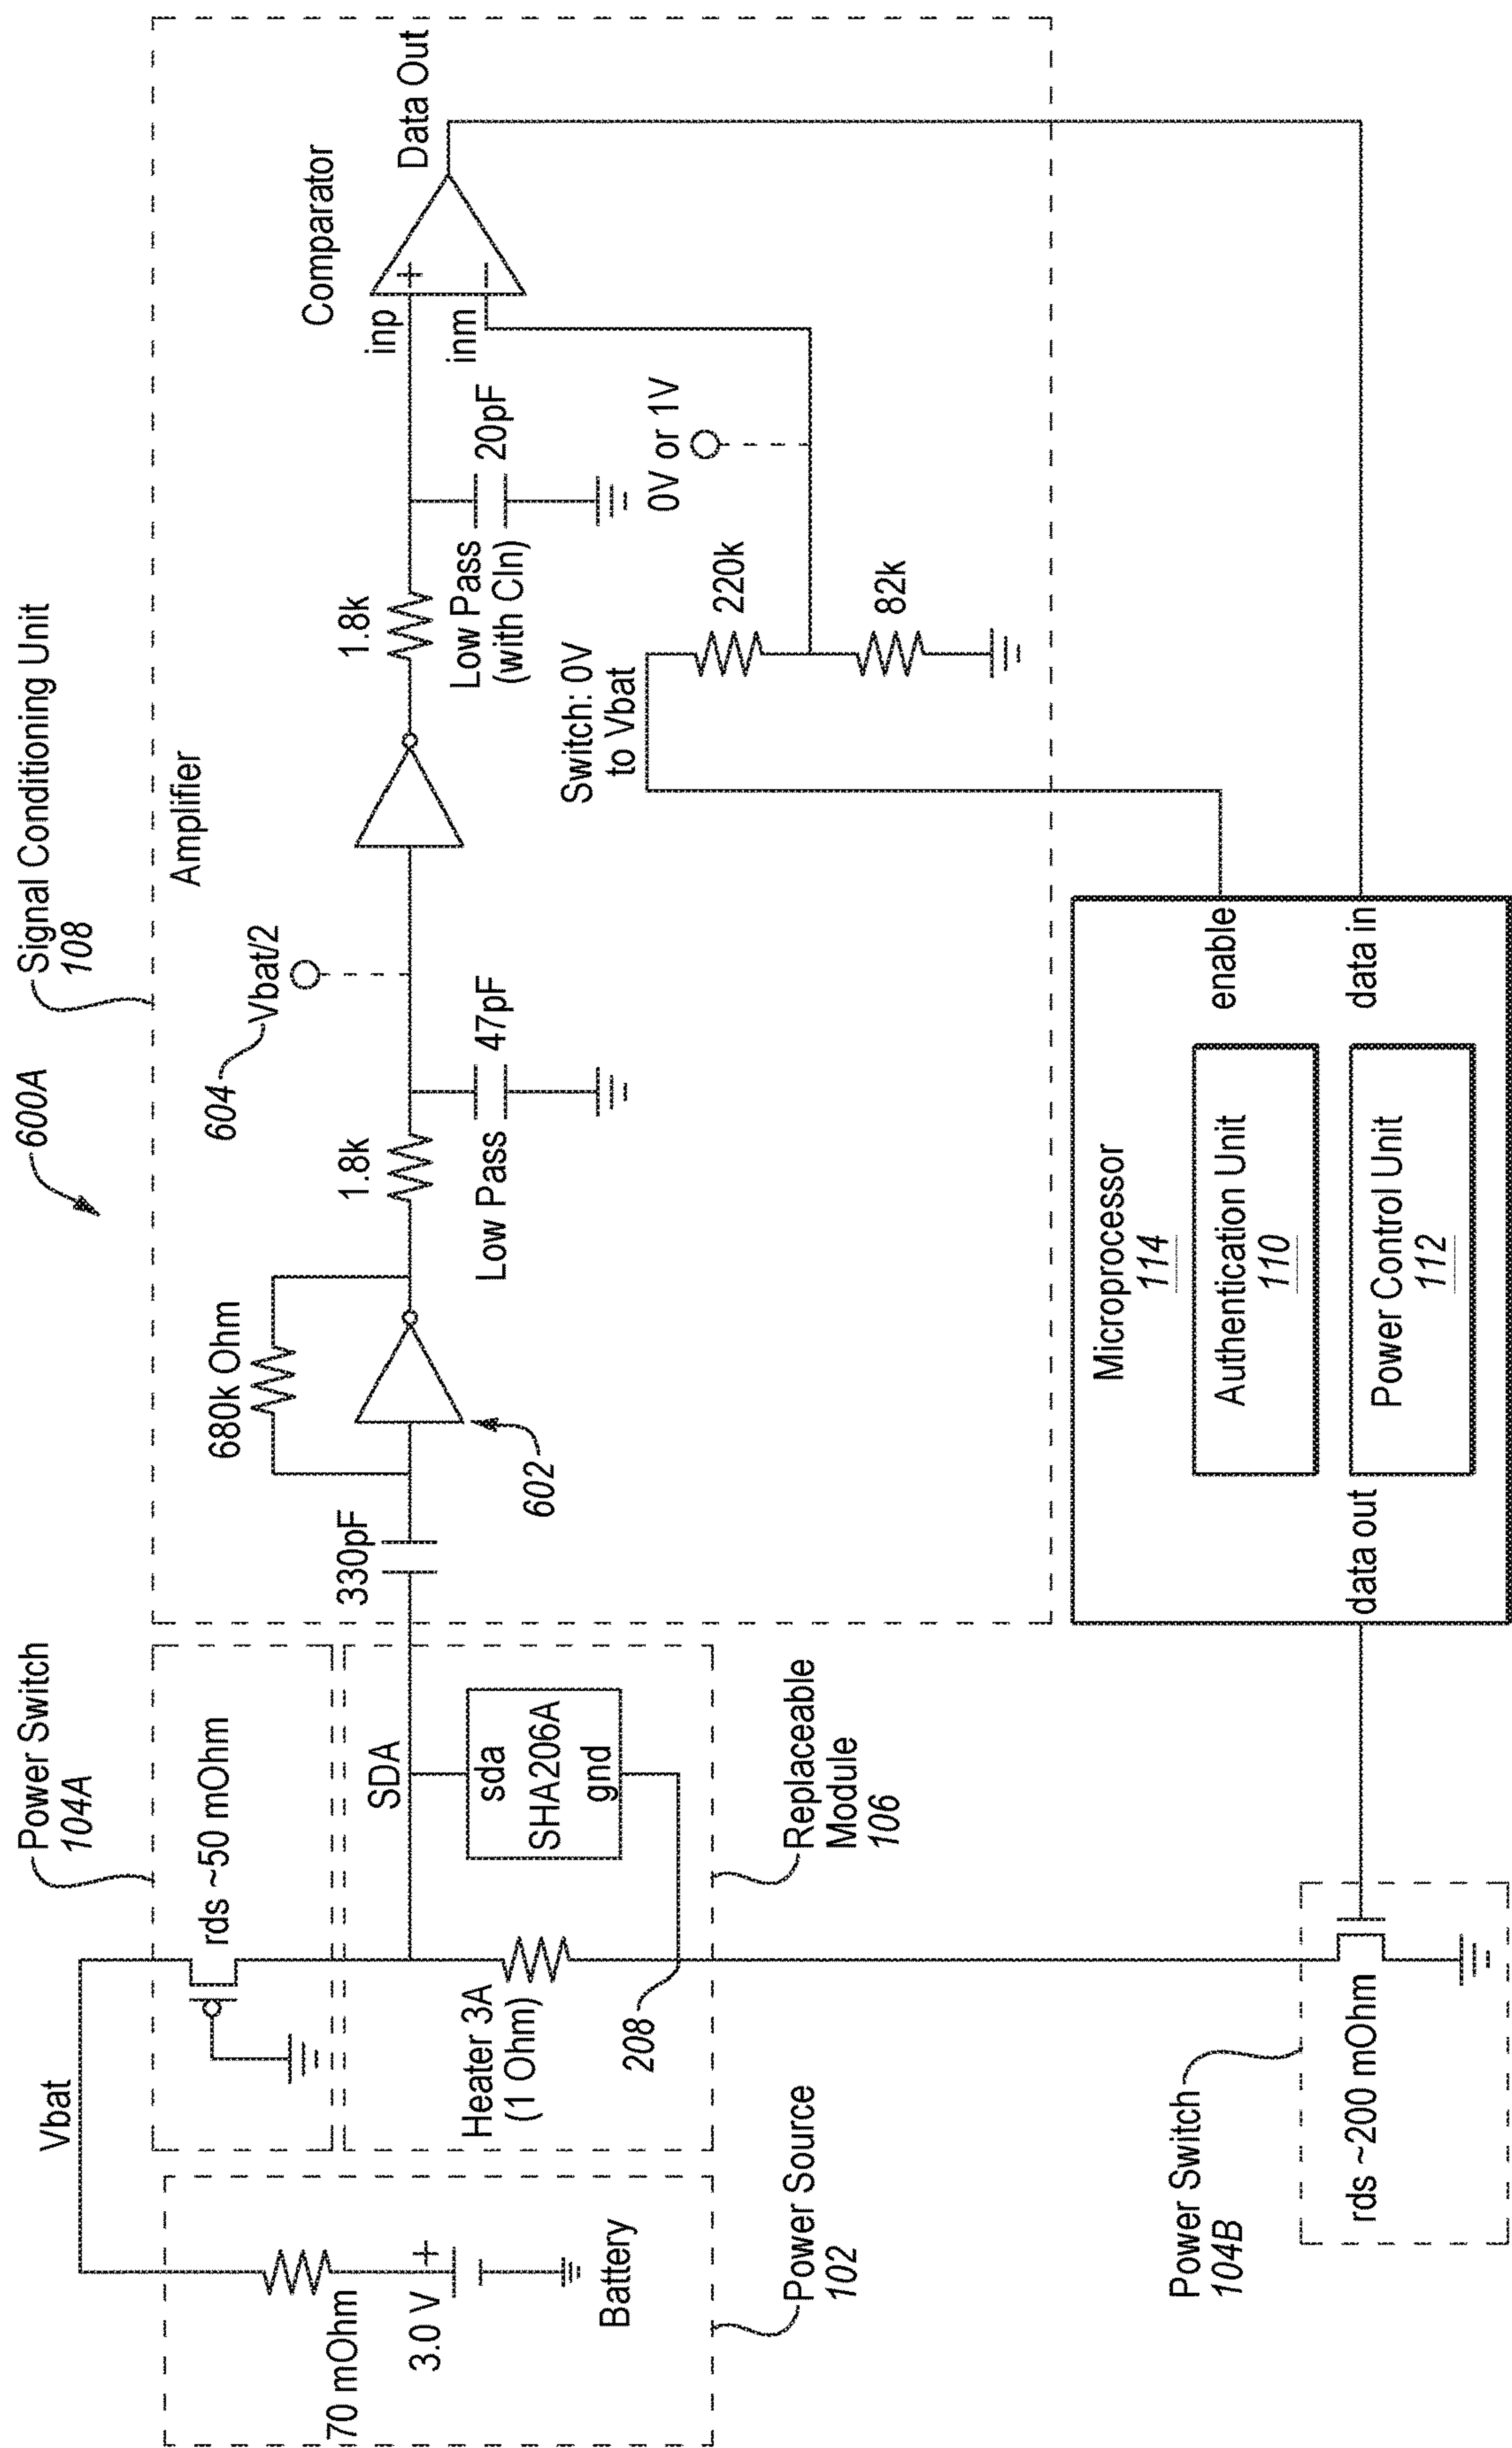 600A
Signal Conditioning Unit
108
Amplifier
Power Switch
104A
Vbat
rds ~50 mOhm
330pF
680k Ohm
602
1.8k
Low Pass
47pF
604
Vbat/2
1.8k
Low Pass
(with CIn)
20pF
Comparator
inp
+
inm
−
Data Out
0V or 1V
Switch: 0V
to Vbat
220k
82k
70 mOhm
3.0 V
+
Battery
Power Source
102
SDA
sda
SHA206A
gnd
Heater 3A
(1 Ohm)
208
Replaceable
Module
106
Microprocessor
114
Authentication Unit
110
Power Control Unit
112
enable
data in
data out
Power Switch
104B
rds ~200 mOhm